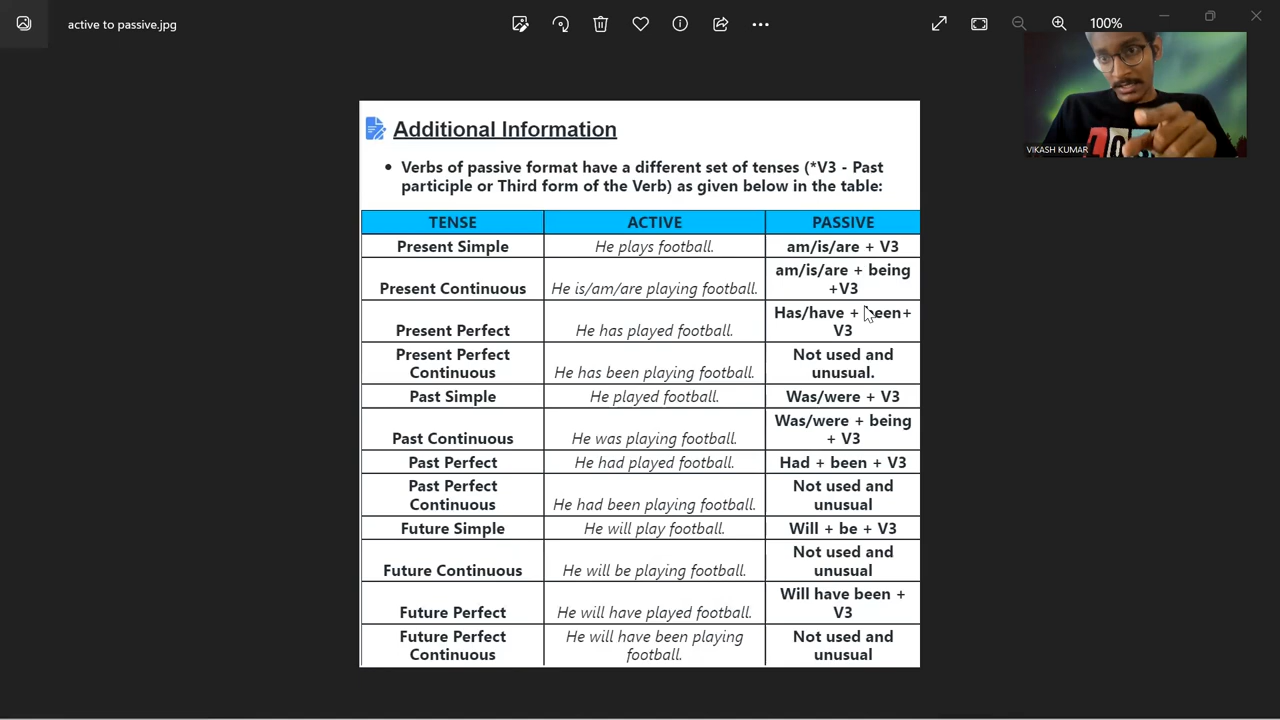 active to passive.jpg
100%
VIKASH KUMAR
Additional Information
• Verbs of passive format have a different set of tenses (*V3 - Past
participle or Third form of the Verb) as given below in the table:
TENSE ACTIVE PASSIVE
Present Simple He plays football. am/is/are + V3
am/is/are + being
Present Continuous He is/am/are playing football. +V3
Has/have + been+
Present Perfect He has played football. V3
Present Perfect Not used and
Continuous He has been playing football. unusual.
Past Simple He played football. Was/were + V3
Was/were + being
Past Continuous He was playing football. + V3
Past Perfect He had played football. Had + been + V3
Past Perfect Not used and
Continuous He had been playing football. unusual
Future Simple He will play football. Will + be + V3
Not used and
Future Continuous He will be playing football. unusual
Will have been +
Future Perfect He will have played football. V3
Future Perfect He will have been playing Not used and
Continuous football. unusual